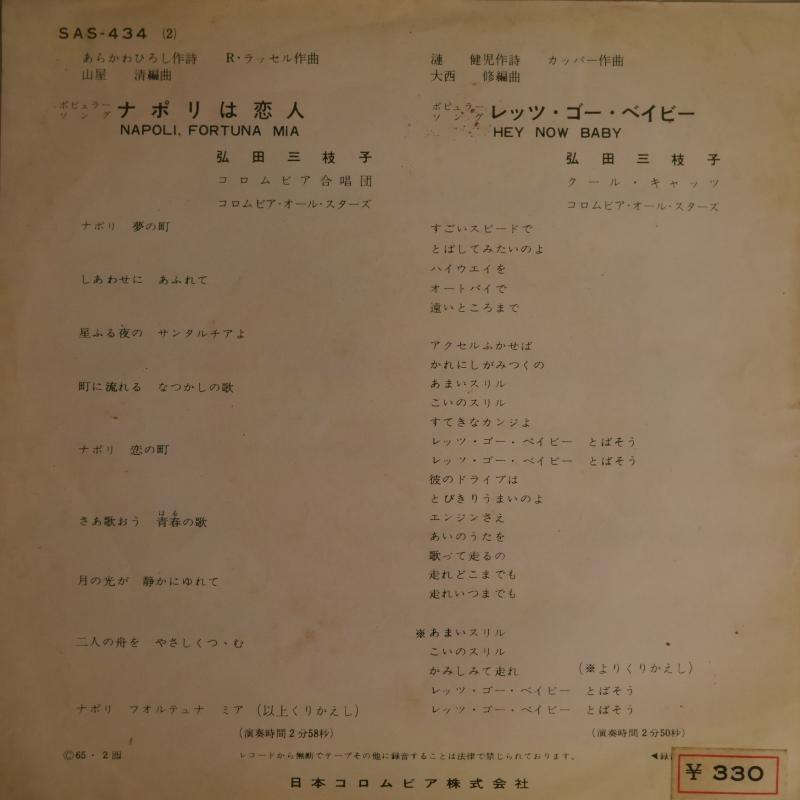 SAS-434 (2)
あらかわひろし作詩 R・ラッセル作曲
山屋 清編曲
ポピュラーソング ナポリは恋人
NAPOLI, FORTUNA MIA
弘田三枝子
コロムビア合唱団
コロムビア・オール・スターズ
ナポリ 夢の町
しあわせに あふれて
星ふる夜の サンタルチアよ
町に流れる なつかしの歌
ナポリ 恋の町
さあ歌おう 青春の歌
はる
月の光が 静かにゆれて
二人の舟を やさしくつゝむ
ナポリ フオルテュナ ミア (以上くりかえし)
(演奏時間2分58秒)
漣 健児作詩 カッパー作曲
大西 修編曲
ポピュラーソング レッツ・ゴー・ベイビー
HEY NOW BABY
弘田三枝子
クール・キャッツ
コロムビア・オール・スターズ
すごいスピードで
とばしてみたいのよ
ハイウエイを
オートバイで
遠いところまで
アクセルふかせば
かれにしがみつくの
あまいスリル
こいのスリル
すてきなカンジよ
レッツ・ゴー・ベイビー とばそう
レッツ・ゴー・ベイビー とばそう
彼のドライブは
とびきりうまいのよ
エンジンさえ
あいのうたを
歌って走るの
走れどこまでも
走れいつまでも
※あまいスリル
こいのスリル
かみしみて走れ (※よりくりかえし)
レッツ・ゴー・ベイビー とばそう
レッツ・ゴー・ベイビー とばそう
(演奏時間2分50秒)
Ⓒ65・2
レコードから無断でテープその他に録音することは法律で禁じられております。
日本コロムビア株式会社
¥330